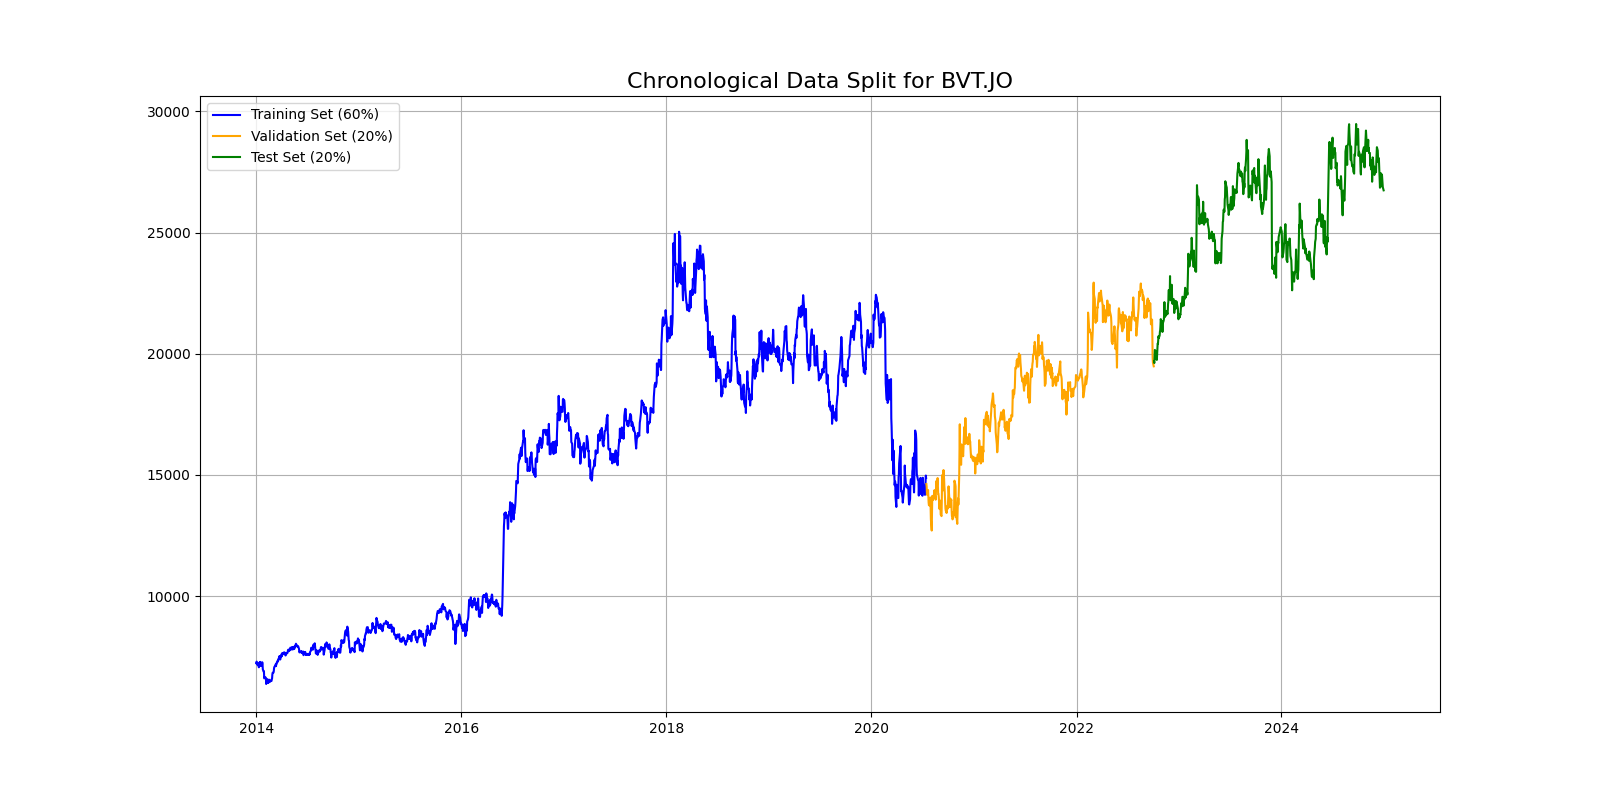 Chronological Data Split for BVT.JO
30000
25000
20000
15000
10000
Training Set (60%)
Validation Set (20%)
Test Set (20%)
2014 2016 2018 2020 2022 2024